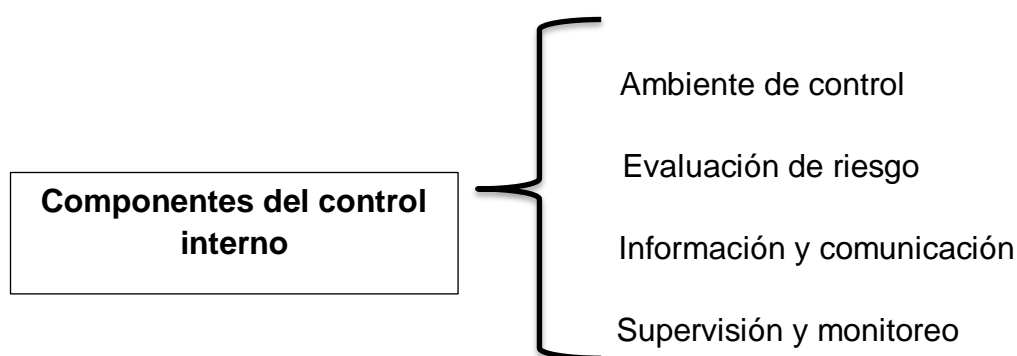 Componentes del control
interno
Ambiente de control
Evaluación de riesgo
Información y comunicación
Supervisión y monitoreo